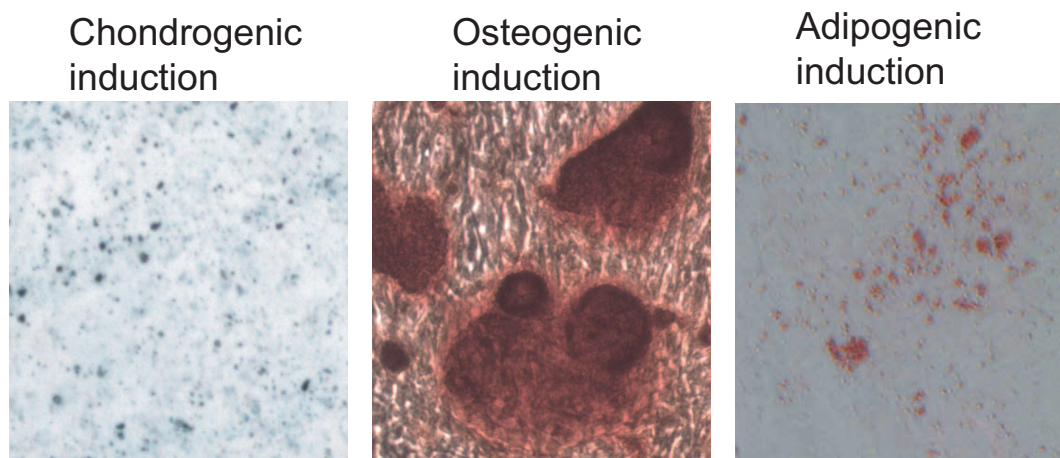 Chondrogenic
induction
Osteogenic
induction
Adipogenic
induction